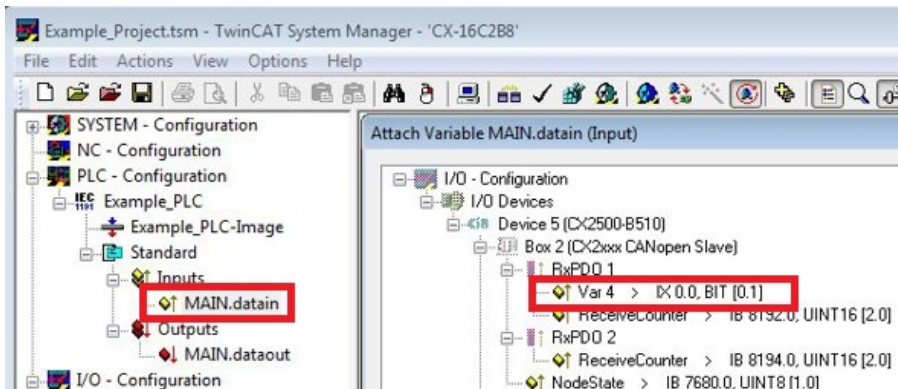 Example_Project.tsm - TwinCAT System Manager - 'CX-16C2B8'
File Edit Actions View Options Help
SYSTEM - Configuration
NC - Configuration
PLC - Configuration
IEC 1131 Example_PLC
Example_PLC-Image
Standard
Inputs
MAIN.datain
Outputs
MAIN.dataout
I/O - Configuration
Attach Variable MAIN.datain (Input)
I/O - Configuration
I/O Devices
Device 5 (CX2500-B510)
Box 2 (CX2xxx CANopen Slave)
RxPDO 1
Var 4 > IX 0.0, BIT [0.1]
ReceiveCounter > IB 8192.0, UINT16 [2.0]
RxPDO 2
ReceiveCounter > IB 8194.0, UINT16 [2.0]
NodeState > IB 7680.0, UINT8 [1.0]